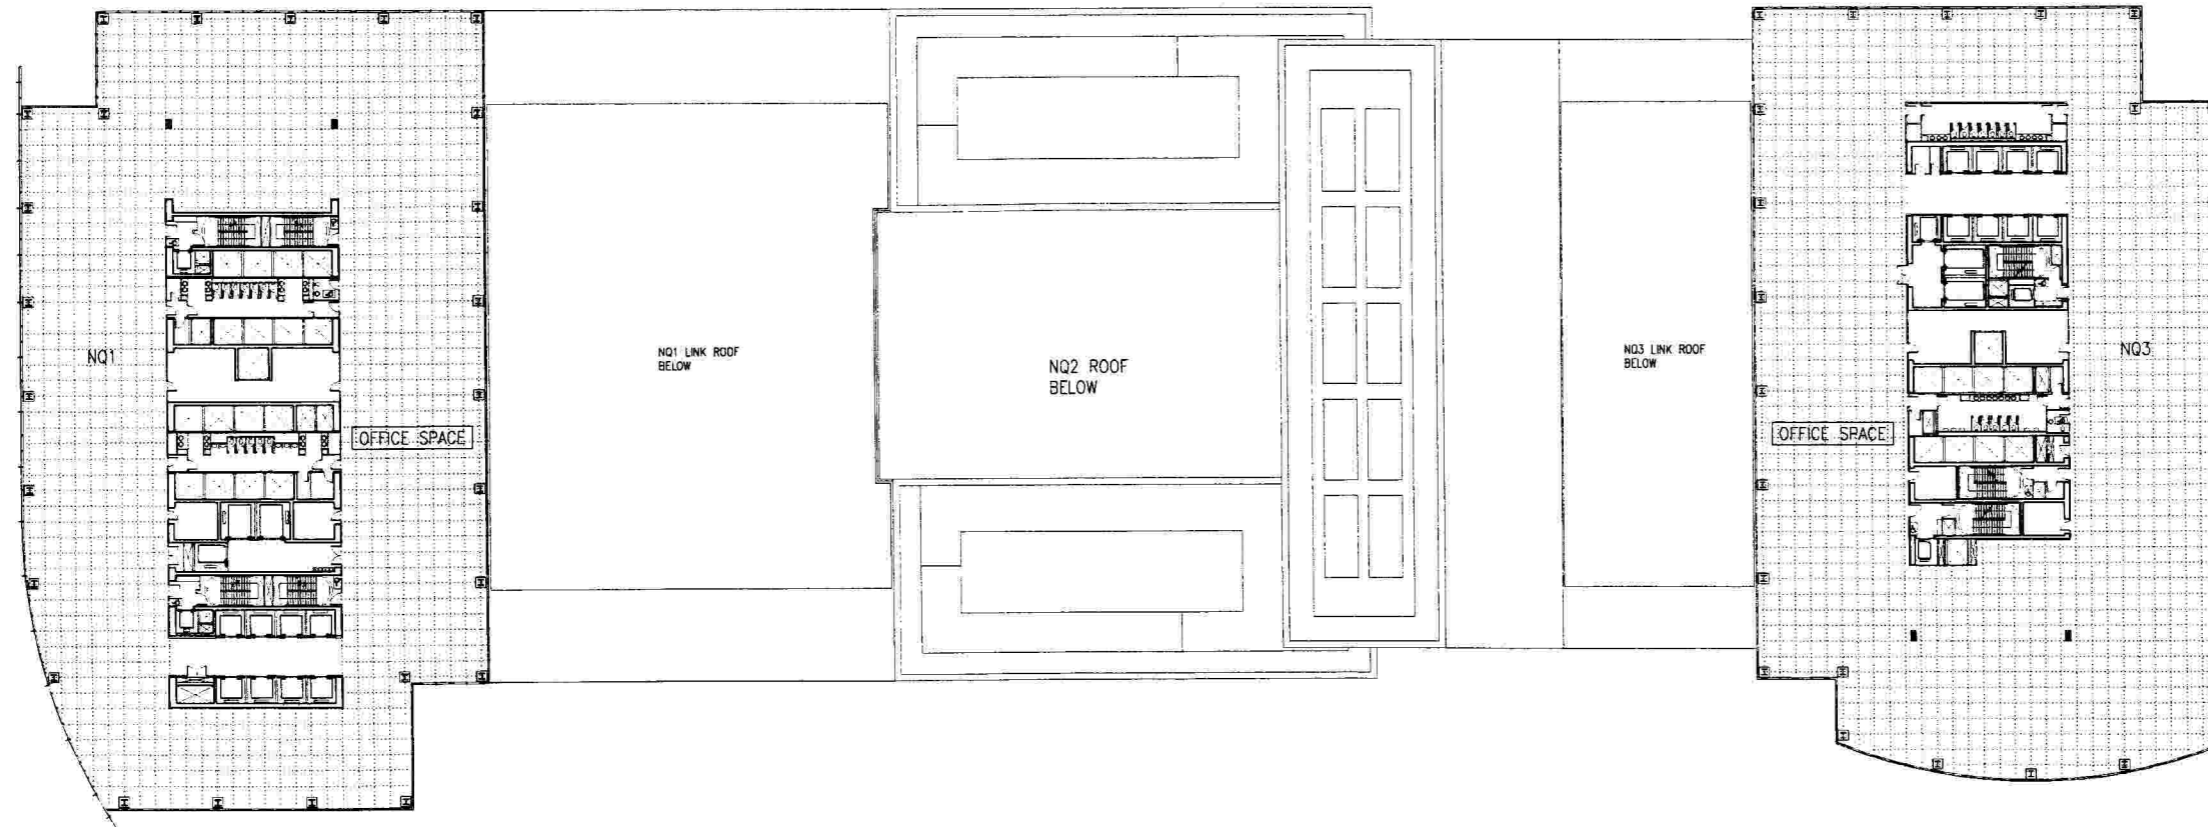 NQ1
NQ1 LINK ROOF
BELOW
NQ2 ROOF
BELOW
NQ3 LINK ROOF
BELOW
NQ3
OFFICE SPACE
OFFICE SPACE